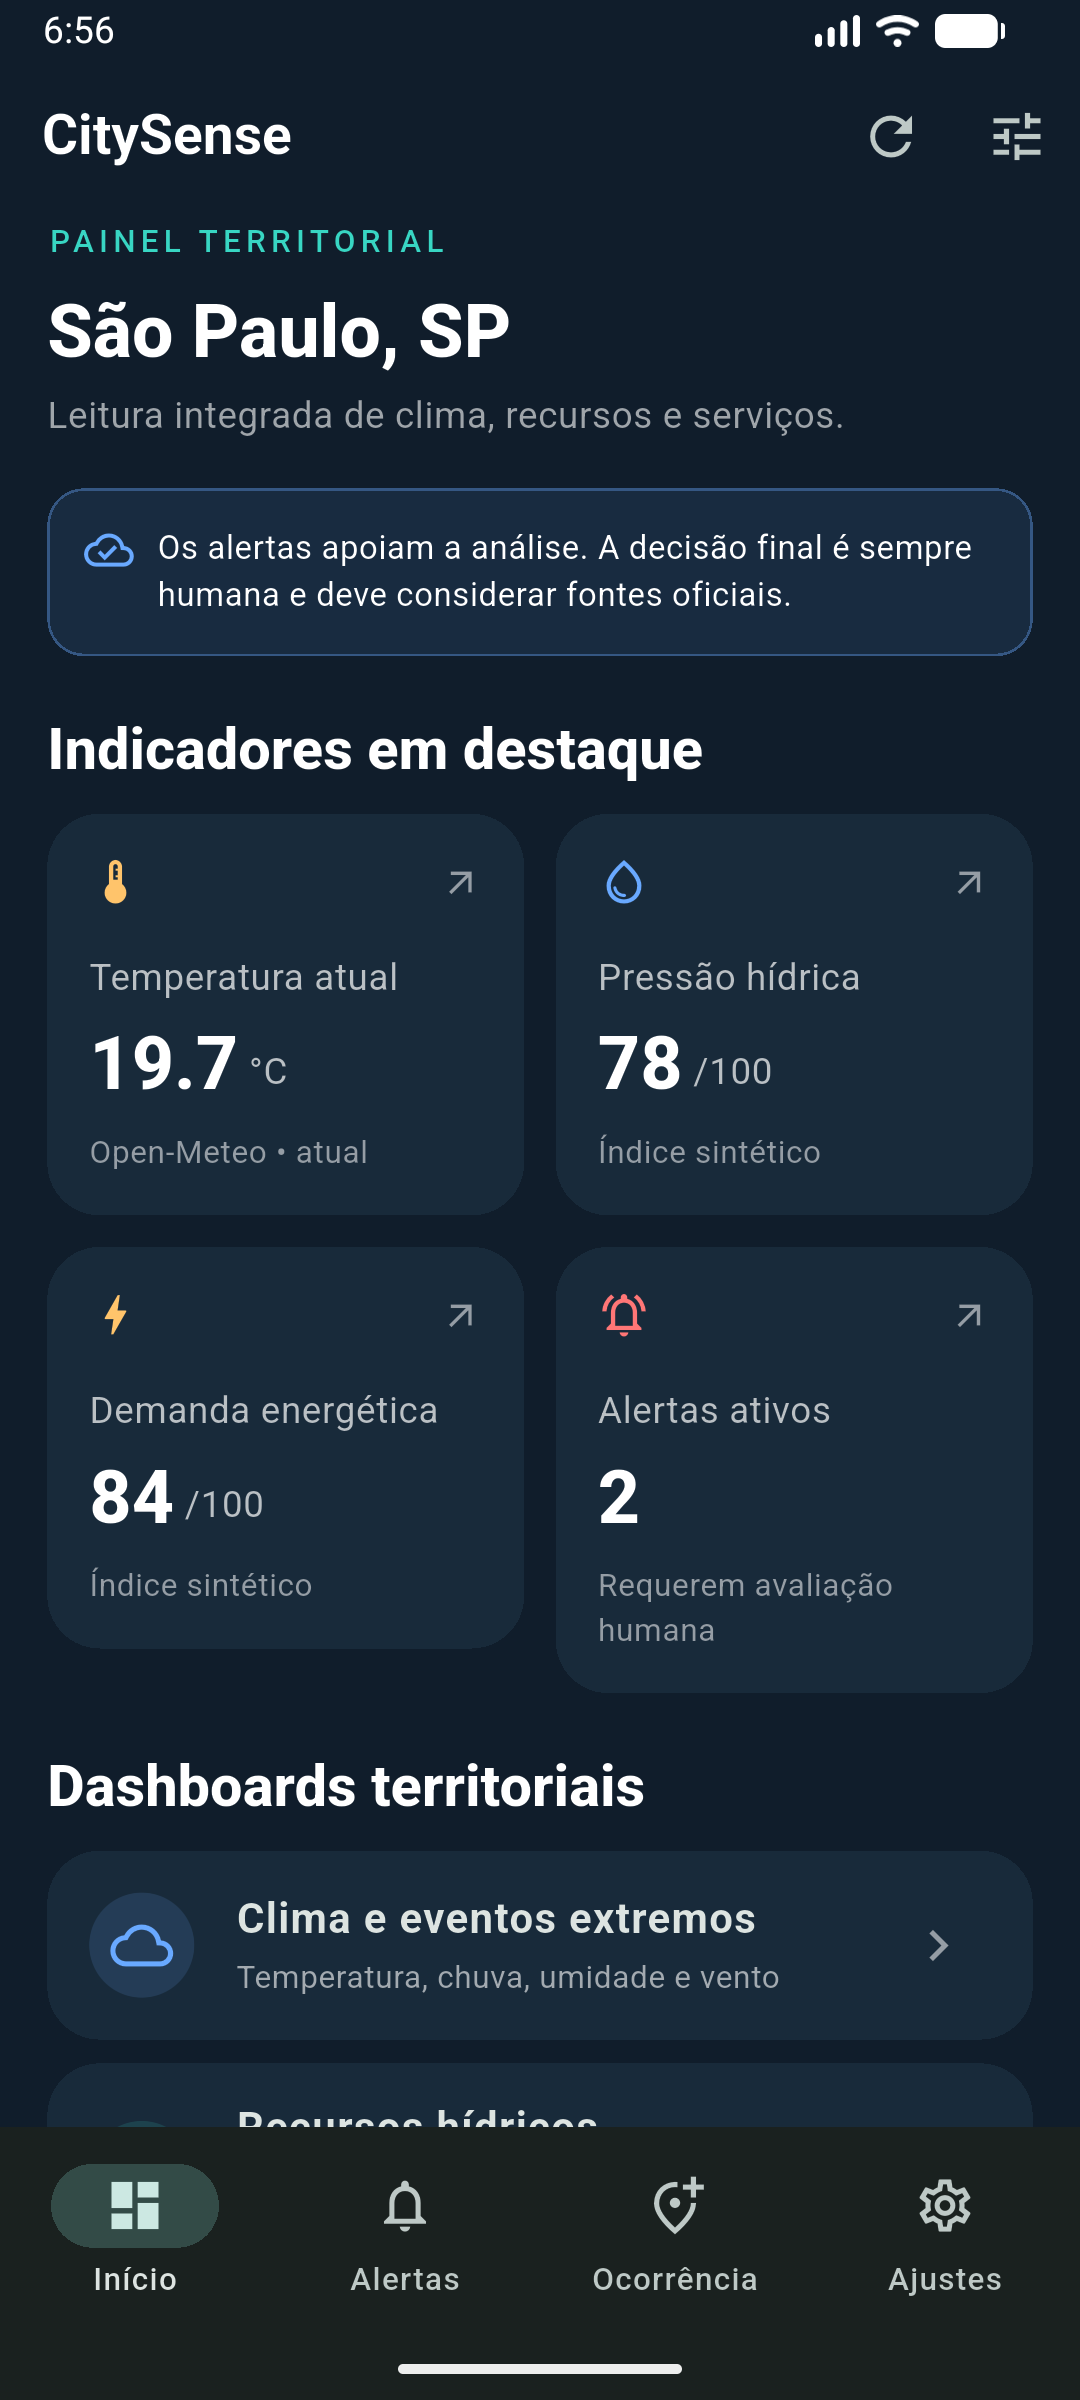 6:56
CitySense
PAINEL TERRITORIAL
São Paulo, SP
Leitura integrada de clima, recursos e serviços.
Os alertas apoiam a análise. A decisão final é sempre
humana e deve considerar fontes oficiais.
Indicadores em destaque
Temperatura atual
19.7 °C
Open-Meteo • atual
Pressão hídrica
78 /100
Índice sintético
Demanda energética
84 /100
Índice sintético
Alertas ativos
2
Requerem avaliação
humana
Dashboards territoriais
Clima e eventos extremos
Temperatura, chuva, umidade e vento
Recursos hídricos
Início
Alertas
Ocorrência
Ajustes